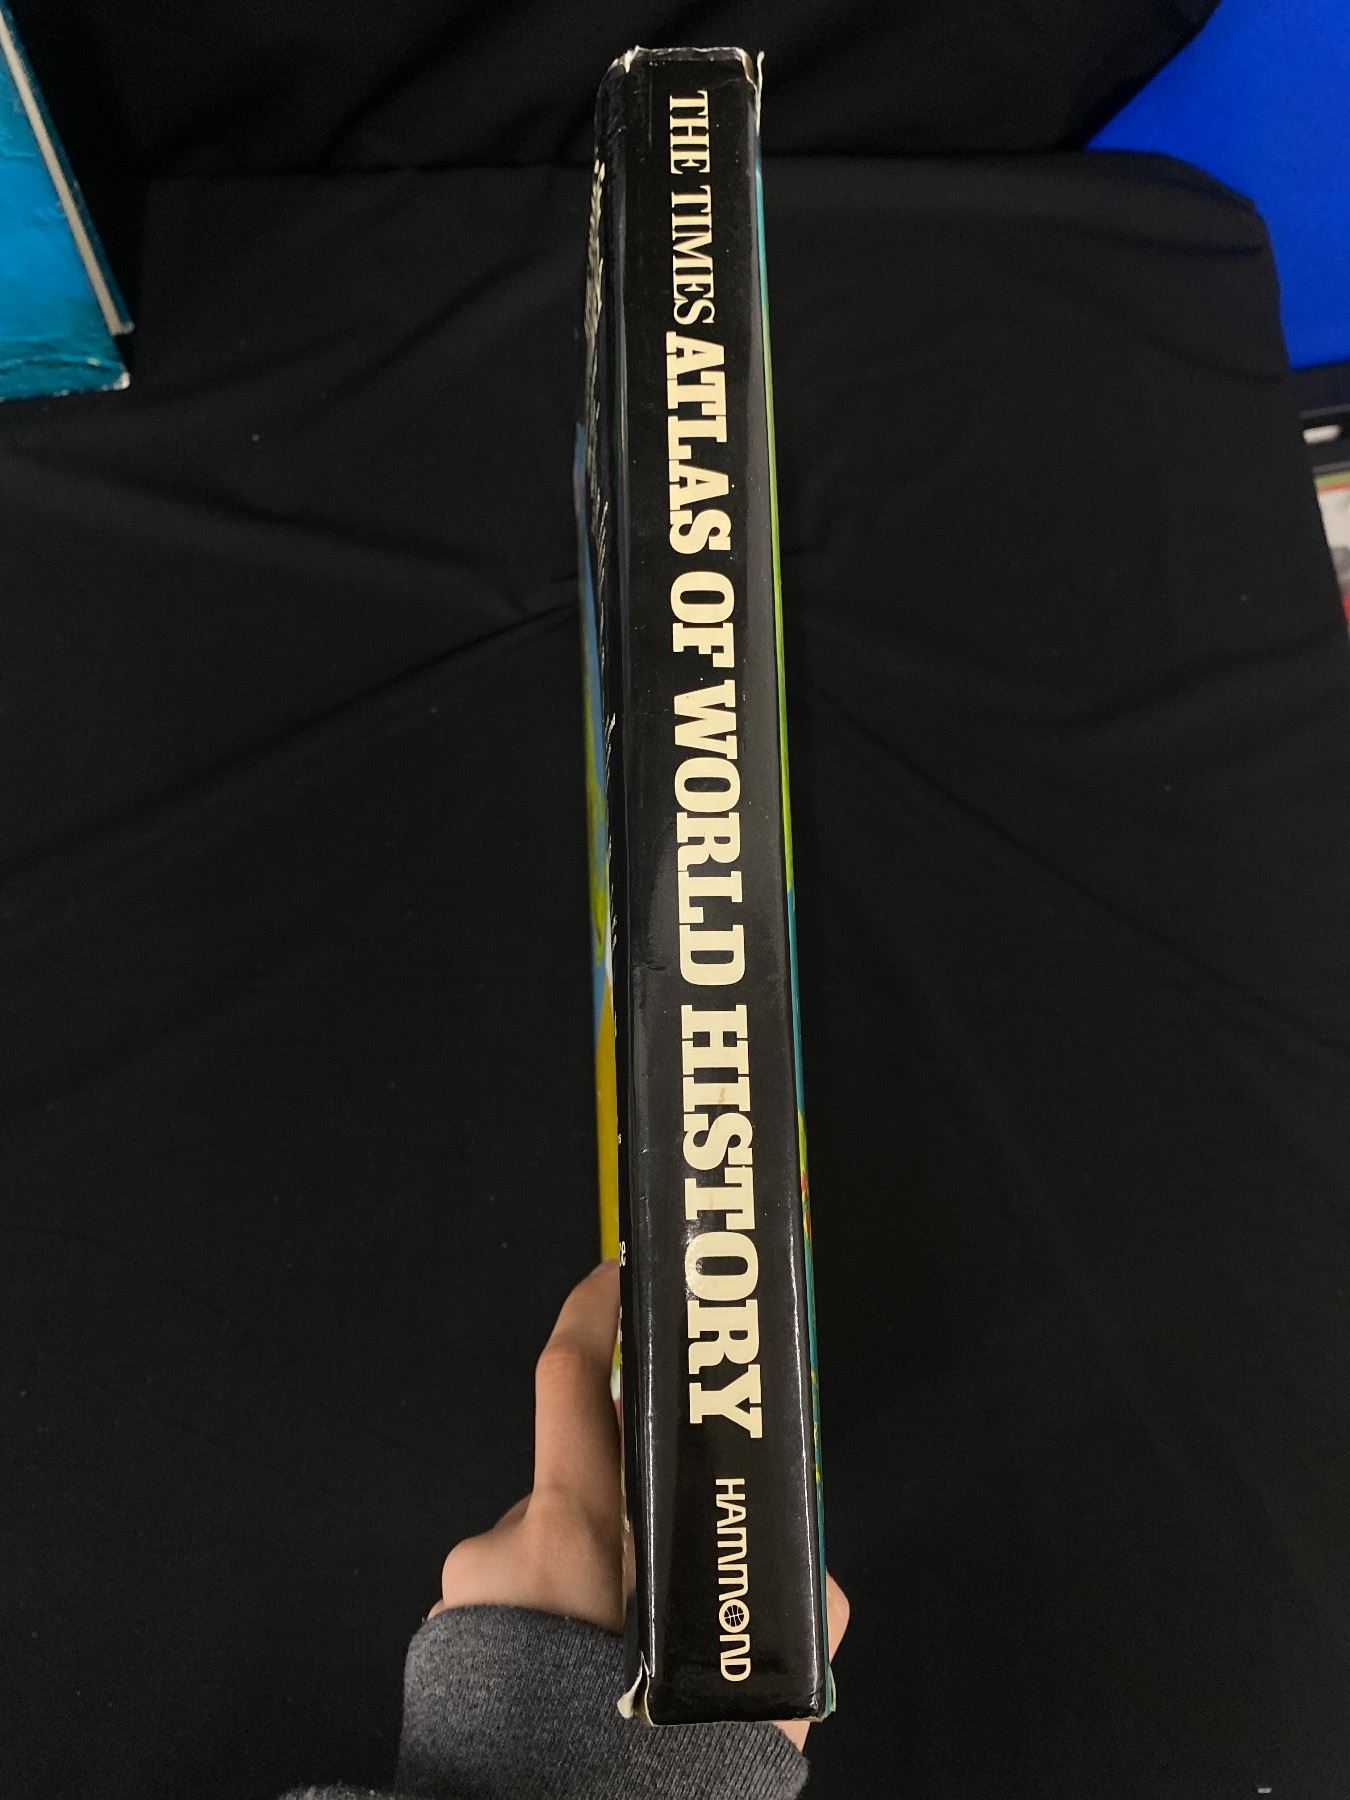 THE TIMES ATLAS OF WORLD HISTORY
HAMMOND